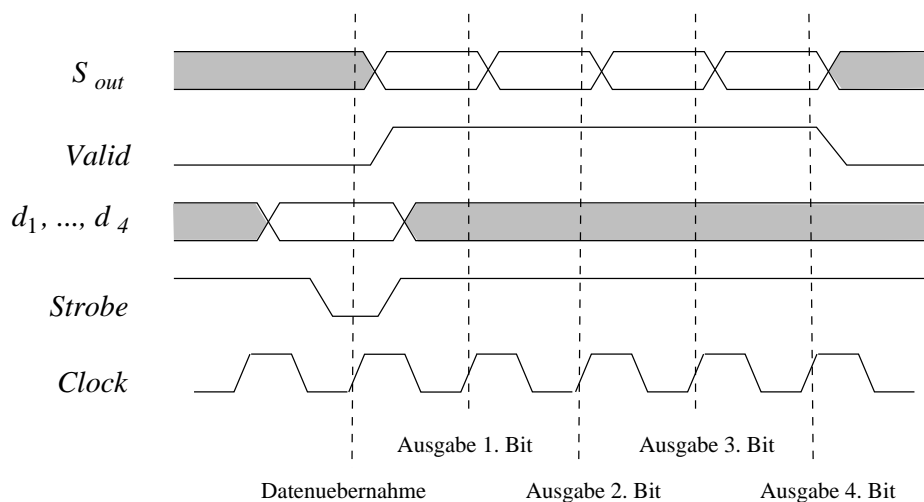 S out
Valid
d1, ..., d 4
Strobe
Clock
Ausgabe 1. Bit
Ausgabe 3. Bit
Datenuebernahme
Ausgabe 2. Bit
Ausgabe 4. Bit